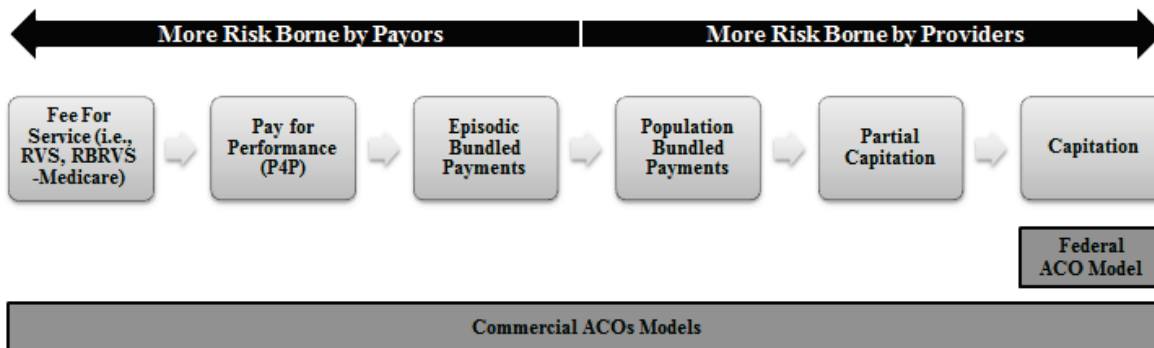 More Risk Borne by Payors
More Risk Borne by Providers
Fee For
Service (i.e.,
RVS, RBRVS
-Medicare)
Pay for
Performance
(P4P)
Episodic
Bundled
Payments
Population
Bundled
Payments
Partial
Capitation
Capitation
Federal
ACO Model
Commercial ACOs Models